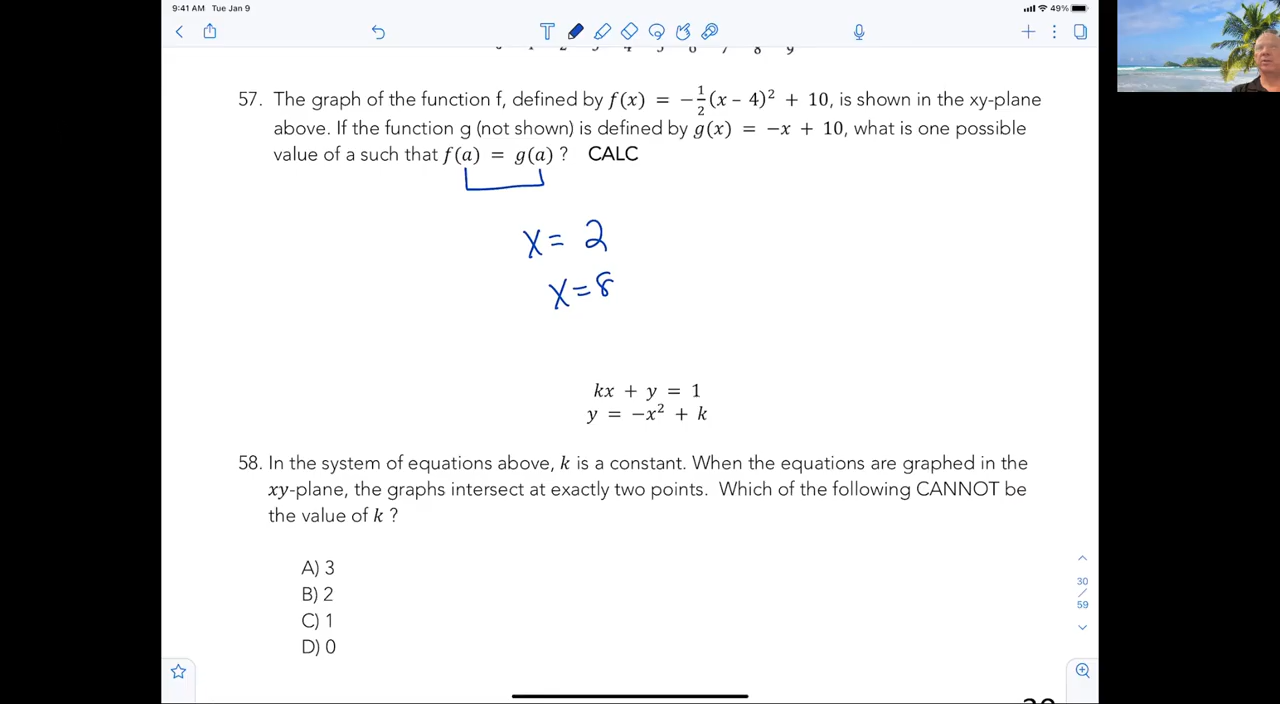 9:41 AM Tue Jan 9
49%
57. The graph of the function f, defined by f(x) = −1/2(x − 4)² + 10, is shown in the xy-plane
above. If the function g (not shown) is defined by g(x) = −x + 10, what is one possible
value of a such that f(a) = g(a) ? CALC
x = 2
x = 8
kx + y = 1
y = −x² + k
58. In the system of equations above, k is a constant. When the equations are graphed in the
xy-plane, the graphs intersect at exactly two points. Which of the following CANNOT be
the value of k ?
A) 3
B) 2
C) 1
D) 0
30
/
59